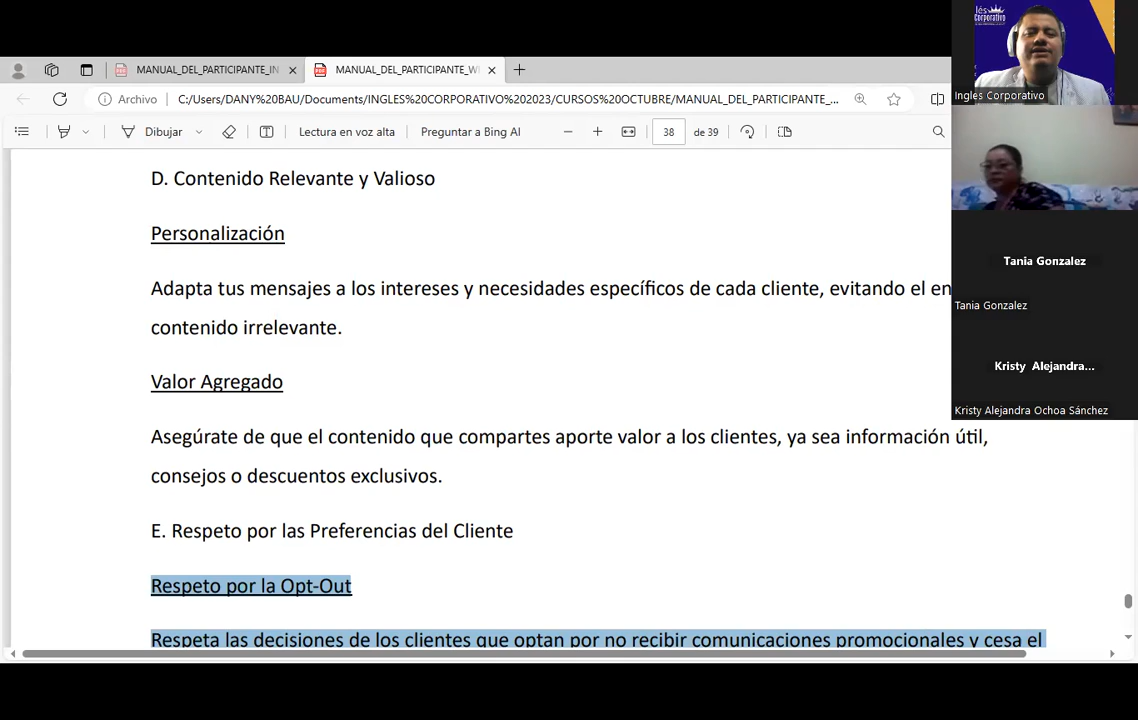 MANUAL_DEL_PARTICIPANTE_IN
MANUAL_DEL_PARTICIPANTE_WI
Archivo
C:/Users/DANY%20BAU/Documents/INGLES%20CORPORATIVO%202023/CURSOS%20OCTUBRE/MANUAL_DEL_PARTICIPANTE_...
Dibujar
Lectura en voz alta
Preguntar a Bing AI
38
de 39
D. Contenido Relevante y Valioso
Personalización
Adapta tus mensajes a los intereses y necesidades específicos de cada cliente, evitando el en
contenido irrelevante.
Valor Agregado
Asegúrate de que el contenido que compartes aporte valor a los clientes, ya sea información útil,
consejos o descuentos exclusivos.
E. Respeto por las Preferencias del Cliente
Respeto por la Opt-Out
Respeta las decisiones de los clientes que optan por no recibir comunicaciones promocionales y cesa el
lés
Corporativo
Ingles Corporativo
Tania Gonzalez
Tania Gonzalez
Kristy Alejandra...
Kristy Alejandra Ochoa Sánchez